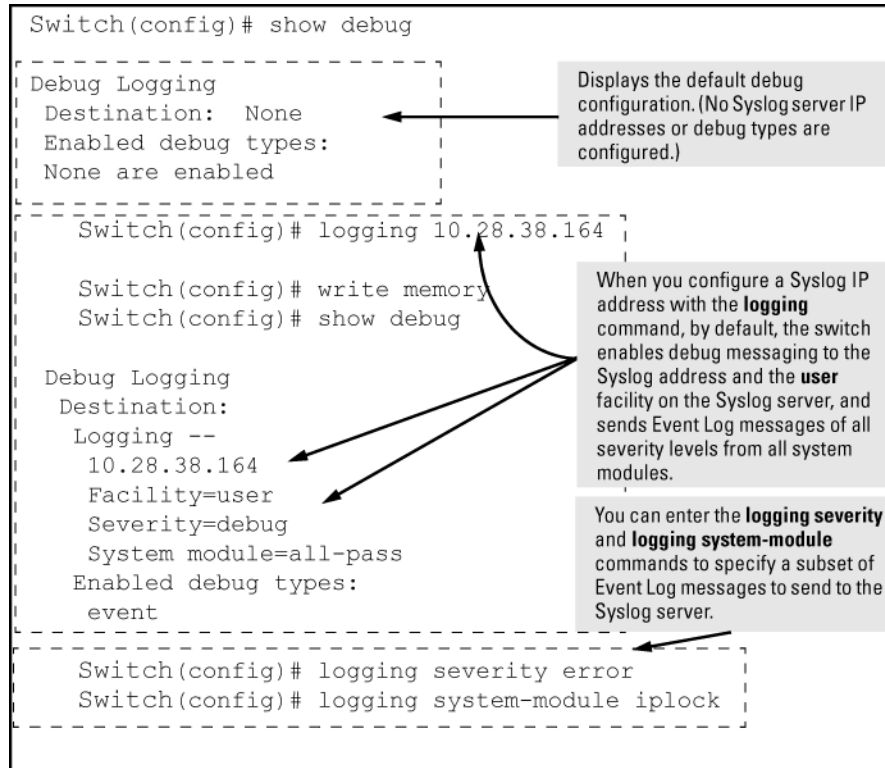 Switch(config)# show debug
Debug Logging
Destination: None
Enabled debug types:
None are enabled
Displays the default debug
configuration. (No Syslog server IP
addresses or debug types are
configured.)
Switch(config)# logging 10.28.38.164
Switch(config)# write memory
Switch(config)# show debug
Debug Logging
Destination:
Logging --
10.28.38.164
Facility=user
Severity=debug
System module=all-pass
Enabled debug types:
event
When you configure a Syslog IP
address with the logging
command, by default, the switch
enables debug messaging to the
Syslog address and the user
facility on the Syslog server, and
sends Event Log messages of all
severity levels from all system
modules.
You can enter the logging severity
and logging system-module
commands to specify a subset of
Event Log messages to send to the
Syslog server.
Switch(config)# logging severity error
Switch(config)# logging system-module iplock